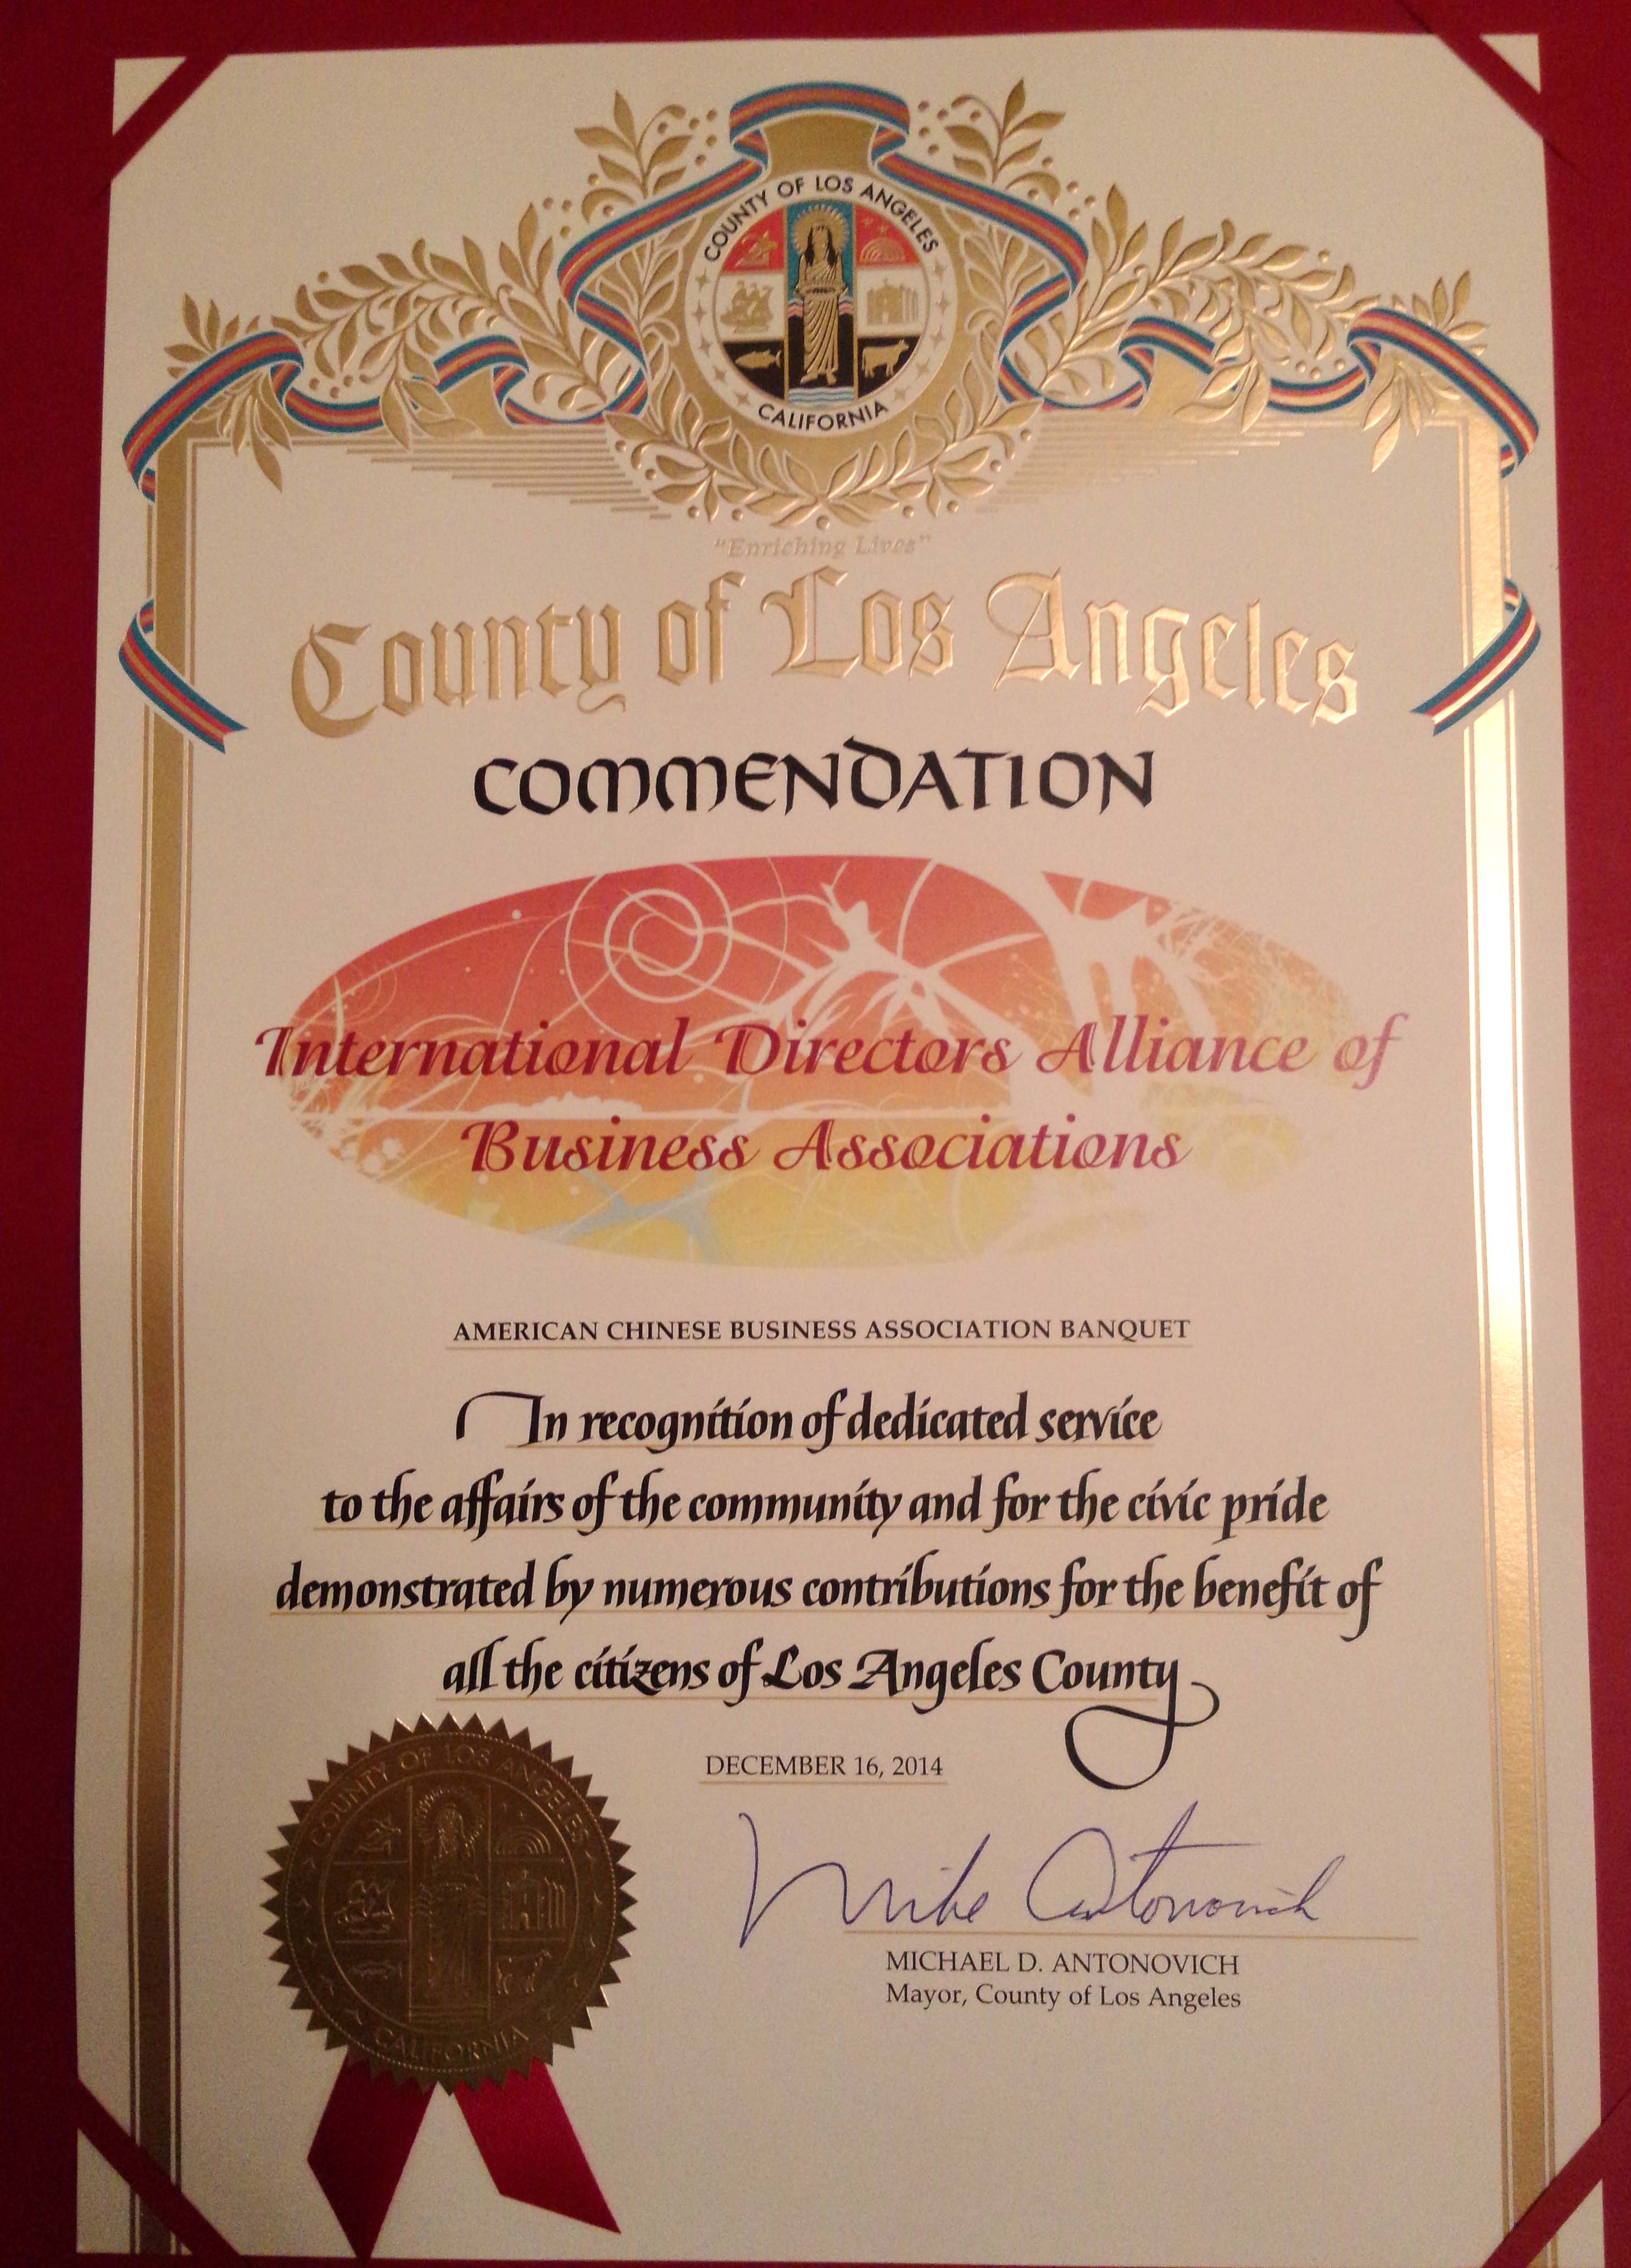 COUNTY OF LOS ANGELES
CALIFORNIA
"Enriching Lives"
County of Los Angeles
COMMENDATION
International Directors Alliance of
Business Associations
AMERICAN CHINESE BUSINESS ASSOCIATION BANQUET
In recognition of dedicated service
to the affairs of the community and for the civic pride
demonstrated by numerous contributions for the benefit of
all the citizens of Los Angeles County
DECEMBER 16, 2014
COUNTY OF LOS ANGELES
CALIFORNIA
Mike Antonovich
MICHAEL D. ANTONOVICH
Mayor, County of Los Angeles